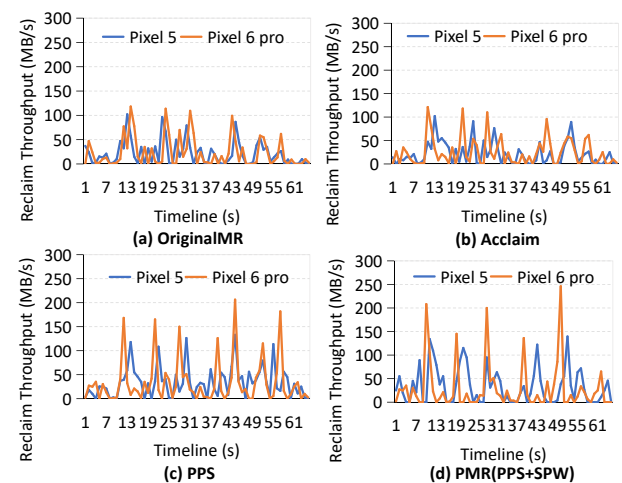 Reclaim Throughput (MB/s)
300
250
200
150
100
50
0
Pixel 5
Pixel 6 pro
1 7 13 19 25 31 37 43 49 55 61
Timeline (s)
(a) OriginalMR
Reclaim Throughput (MB/s)
300
250
200
150
100
50
0
Pixel 5
Pixel 6 pro
1 7 13 19 25 31 37 43 49 55 61
Timeline (s)
(b) Acclaim
Reclaim Throughput (MB/s)
300
250
200
150
100
50
0
Pixel 5
Pixel 6 pro
1 7 13 19 25 31 37 43 49 55 61
Timeline (s)
(c) PPS
Reclaim Throughput (MB/s)
300
250
200
150
100
50
0
Pixel 5
Pixel 6 pro
1 7 13 19 25 31 37 43 49 55 61
Timeline (s)
(d) PMR(PPS+SPW)